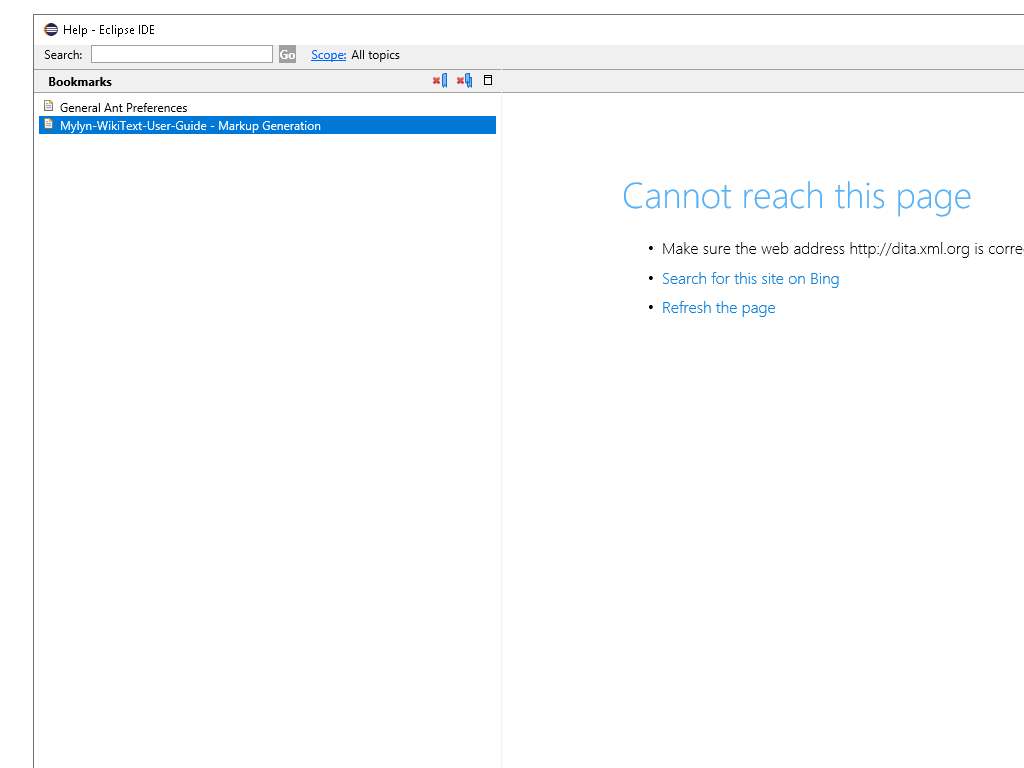 Help - Eclipse IDE
Search: Go Scope: All topics
Bookmarks
General Ant Preferences
Mylyn-WikiText-User-Guide - Markup Generation
Cannot reach this page
• Make sure the web address http://dita.xml.org is corre
• Search for this site on Bing
• Refresh the page